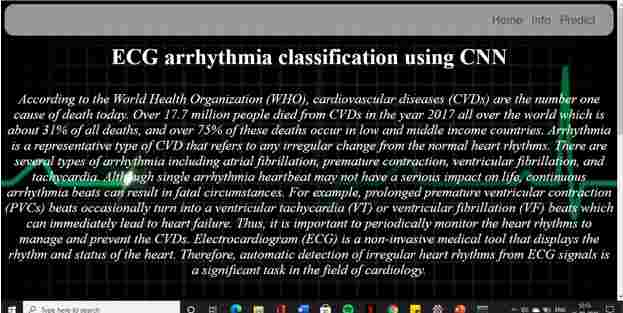 Home Info Predict
ECG arrhythmia classification using CNN
According to the World Health Organization (WHO), cardiovascular diseases (CVDs) are the number one
cause of death today. Over 17.7 million people died from CVDs in the year 2017 all over the world which is
about 31% of all deaths, and over 75% of these deaths occur in low and middle income countries. Arrhythmia
is a representative type of CVD that refers to any irregular change from the normal heart rhythms. There are
several types of arrhythmia including atrial fibrillation, premature contraction, ventricular fibrillation, and
tachycardia. Although single arrhythmia heartbeat may not have a serious impact on life, continuous
arrhythmia beats can result in fatal circumstances. For example, prolonged premature ventricular contraction
(PVCs) beats occasionally turn into a ventricular tachycardia (VT) or ventricular fibrillation (VF) beats which
can immediately lead to heart failure. Thus, it is important to periodically monitor the heart rhythms to
manage and prevent the CVDs. Electrocardiogram (ECG) is a non-invasive medical tool that displays the
rhythm and status of the heart. Therefore, automatic detection of irregular heart rhythms from ECG signals is
a significant task in the field of cardiology.
Type here to search